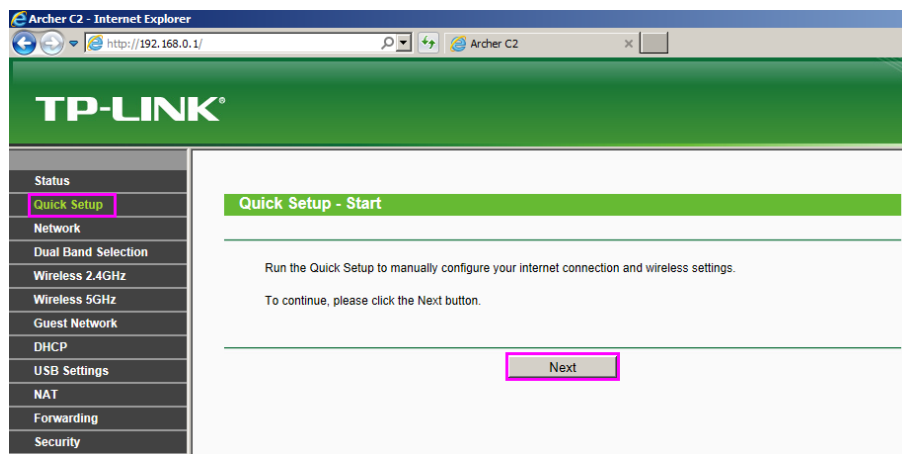 Archer C2 - Internet Explorer
http://192.168.0.1/
Archer C2
TP-LINK®
Status
Quick Setup
Network
Dual Band Selection
Wireless 2.4GHz
Wireless 5GHz
Guest Network
DHCP
USB Settings
NAT
Forwarding
Security
Quick Setup - Start
Run the Quick Setup to manually configure your internet connection and wireless settings.
To continue, please click the Next button.
Next